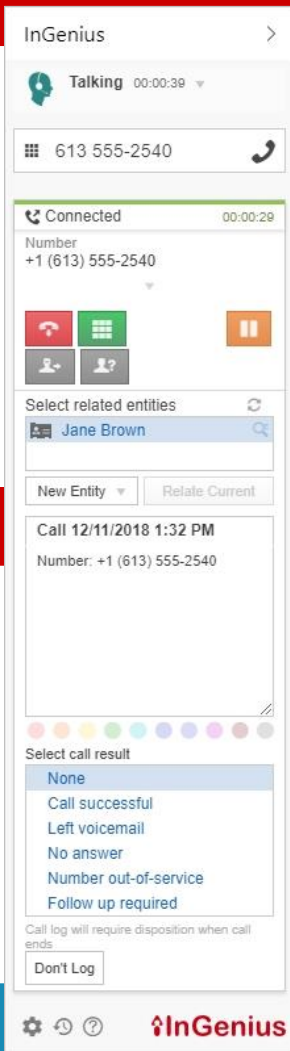 InGenius
Talking 00:00:39
613 555-2540
Connected 00:00:29
Number
+1 (613) 555-2540
Select related entities
Jane Brown
New Entity Relate Current
Call 12/11/2018 1:32 PM
Number: +1 (613) 555-2540
Select call result
None
Call successful
Left voicemail
No answer
Number out-of-service
Follow up required
Call log will require disposition when call
ends
Don't Log
InGenius